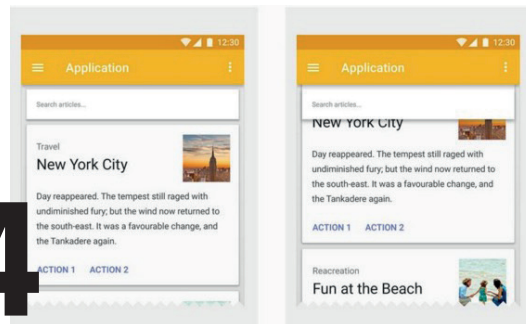 12:30
Application
Search articles...
Travel
New York City
Day reappeared. The tempest still raged with
undiminished fury; but the wind now returned to
the south-east. It was a favourable change, and
the Tankadere again.
ACTION 1 ACTION 2
4
12:30
Application
Search articles...
New York City
Day reappeared. The tempest still raged with
undiminished fury; but the wind now returned to
the south-east. It was a favourable change, and
the Tankadere again.
ACTION 1 ACTION 2
Reacreation
Fun at the Beach